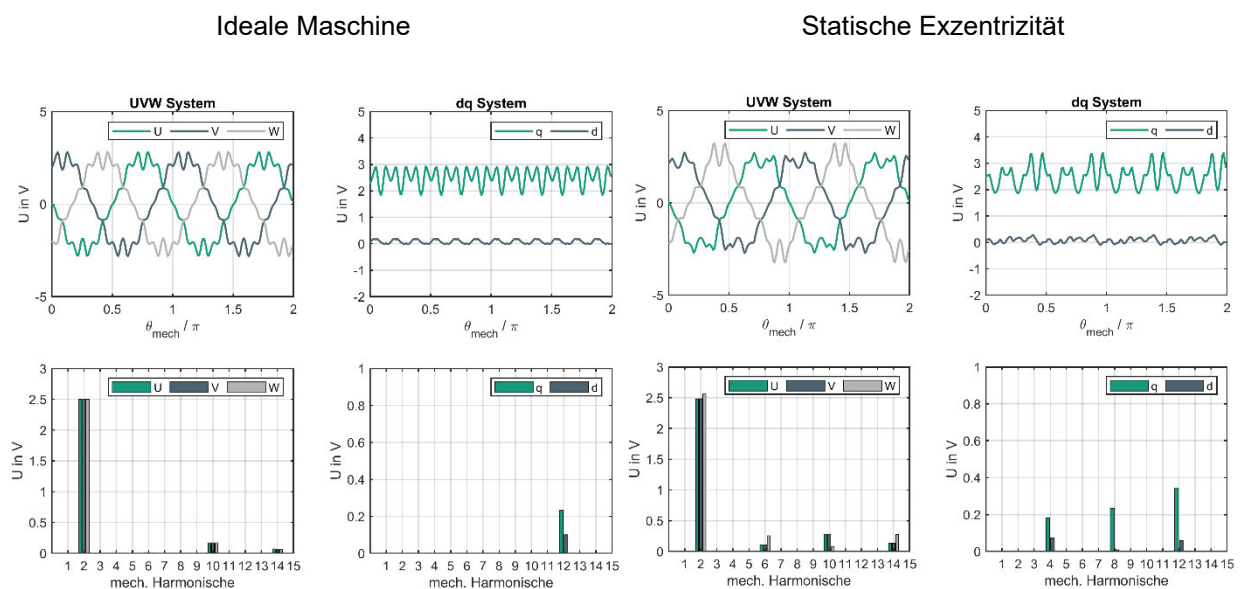 Ideale Maschine
Statische Exzentrizität
UVW System
U V W
5
0
-5
U in V
0 0.5 1 1.5 2
θmech / π
dq System
q d
5
4
3
2
1
0
-1
-2
U in V
0 0.5 1 1.5 2
θmech / π
UVW System
U V W
5
0
-5
U in V
0 0.5 1 1.5 2
θmech / π
dq System
q d
5
4
3
2
1
0
-1
-2
U in V
0 0.5 1 1.5 2
θmech / π
U V W
3
2.5
2
1.5
1
0.5
0
U in V
1 2 3 4 5 6 7 8 9 10 11 12 13 14 15
mech. Harmonische
q d
1
0.8
0.6
0.4
0.2
0
U in V
1 2 3 4 5 6 7 8 9 10 11 12 13 14 15
mech. Harmonische
U V W
3
2.5
2
1.5
1
0.5
0
U in V
1 2 3 4 5 6 7 8 9 10 11 12 13 14 15
mech. Harmonische
q d
1
0.8
0.6
0.4
0.2
0
U in V
1 2 3 4 5 6 7 8 9 10 11 12 13 14 15
mech. Harmonische